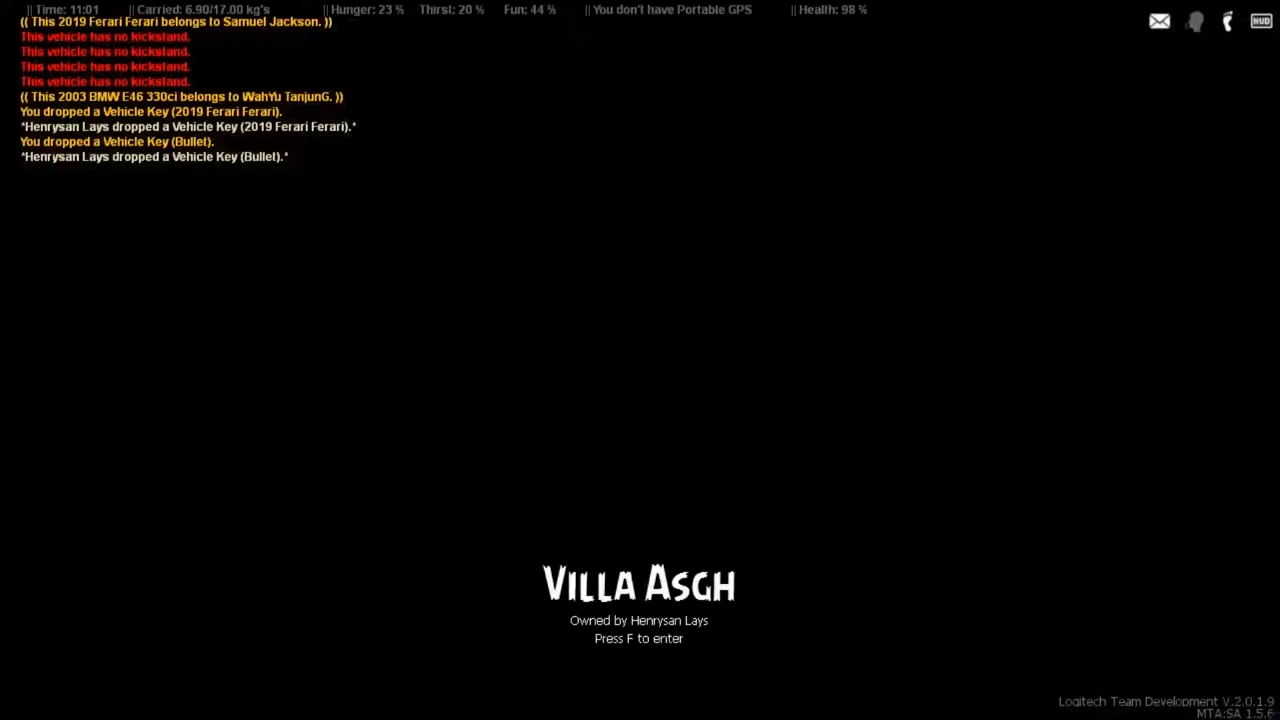 || Time: 11:01 || Carried: 6.90/17.00 kg's || Hunger: 23 % Thirst: 20 % Fun: 44 % || You don't have Portable GPS || Health: 98 %
(( This 2019 Ferari Ferari belongs to Samuel Jackson. ))
This vehicle has no kickstand.
This vehicle has no kickstand.
This vehicle has no kickstand.
This vehicle has no kickstand.
(( This 2003 BMW E46 330ci belongs to WahYu TanjunG. ))
You dropped a Vehicle Key (2019 Ferari Ferari).
*Henrysan Lays dropped a Vehicle Key (2019 Ferari Ferari).*
You dropped a Vehicle Key (Bullet).
*Henrysan Lays dropped a Vehicle Key (Bullet).*
HUD
VILLA ASGH
Owned by Henrysan Lays
Press F to enter
Logitech Team Development V.2.0.1.9
MTA:SA 1.5.6